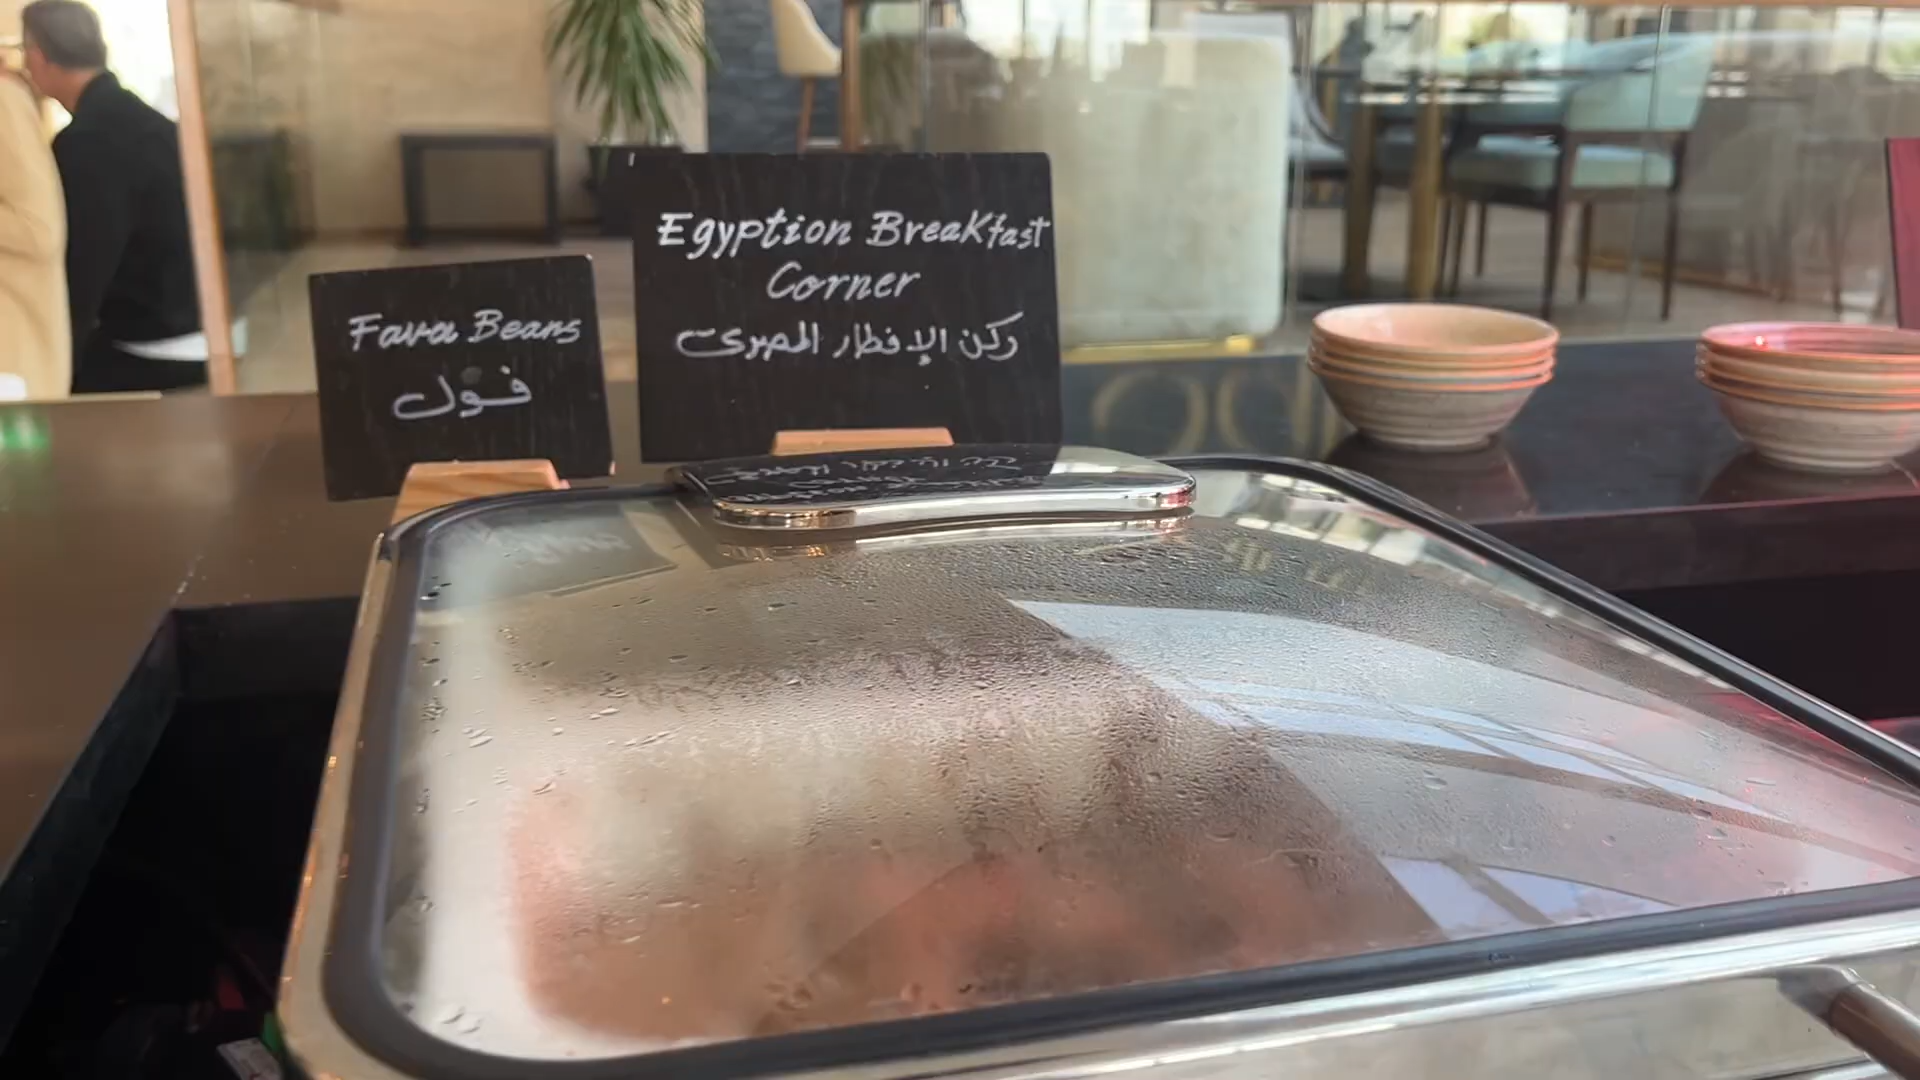 Fava Beans
فول
Egyption Breakfast
Corner
ركن الإفطار المصرى